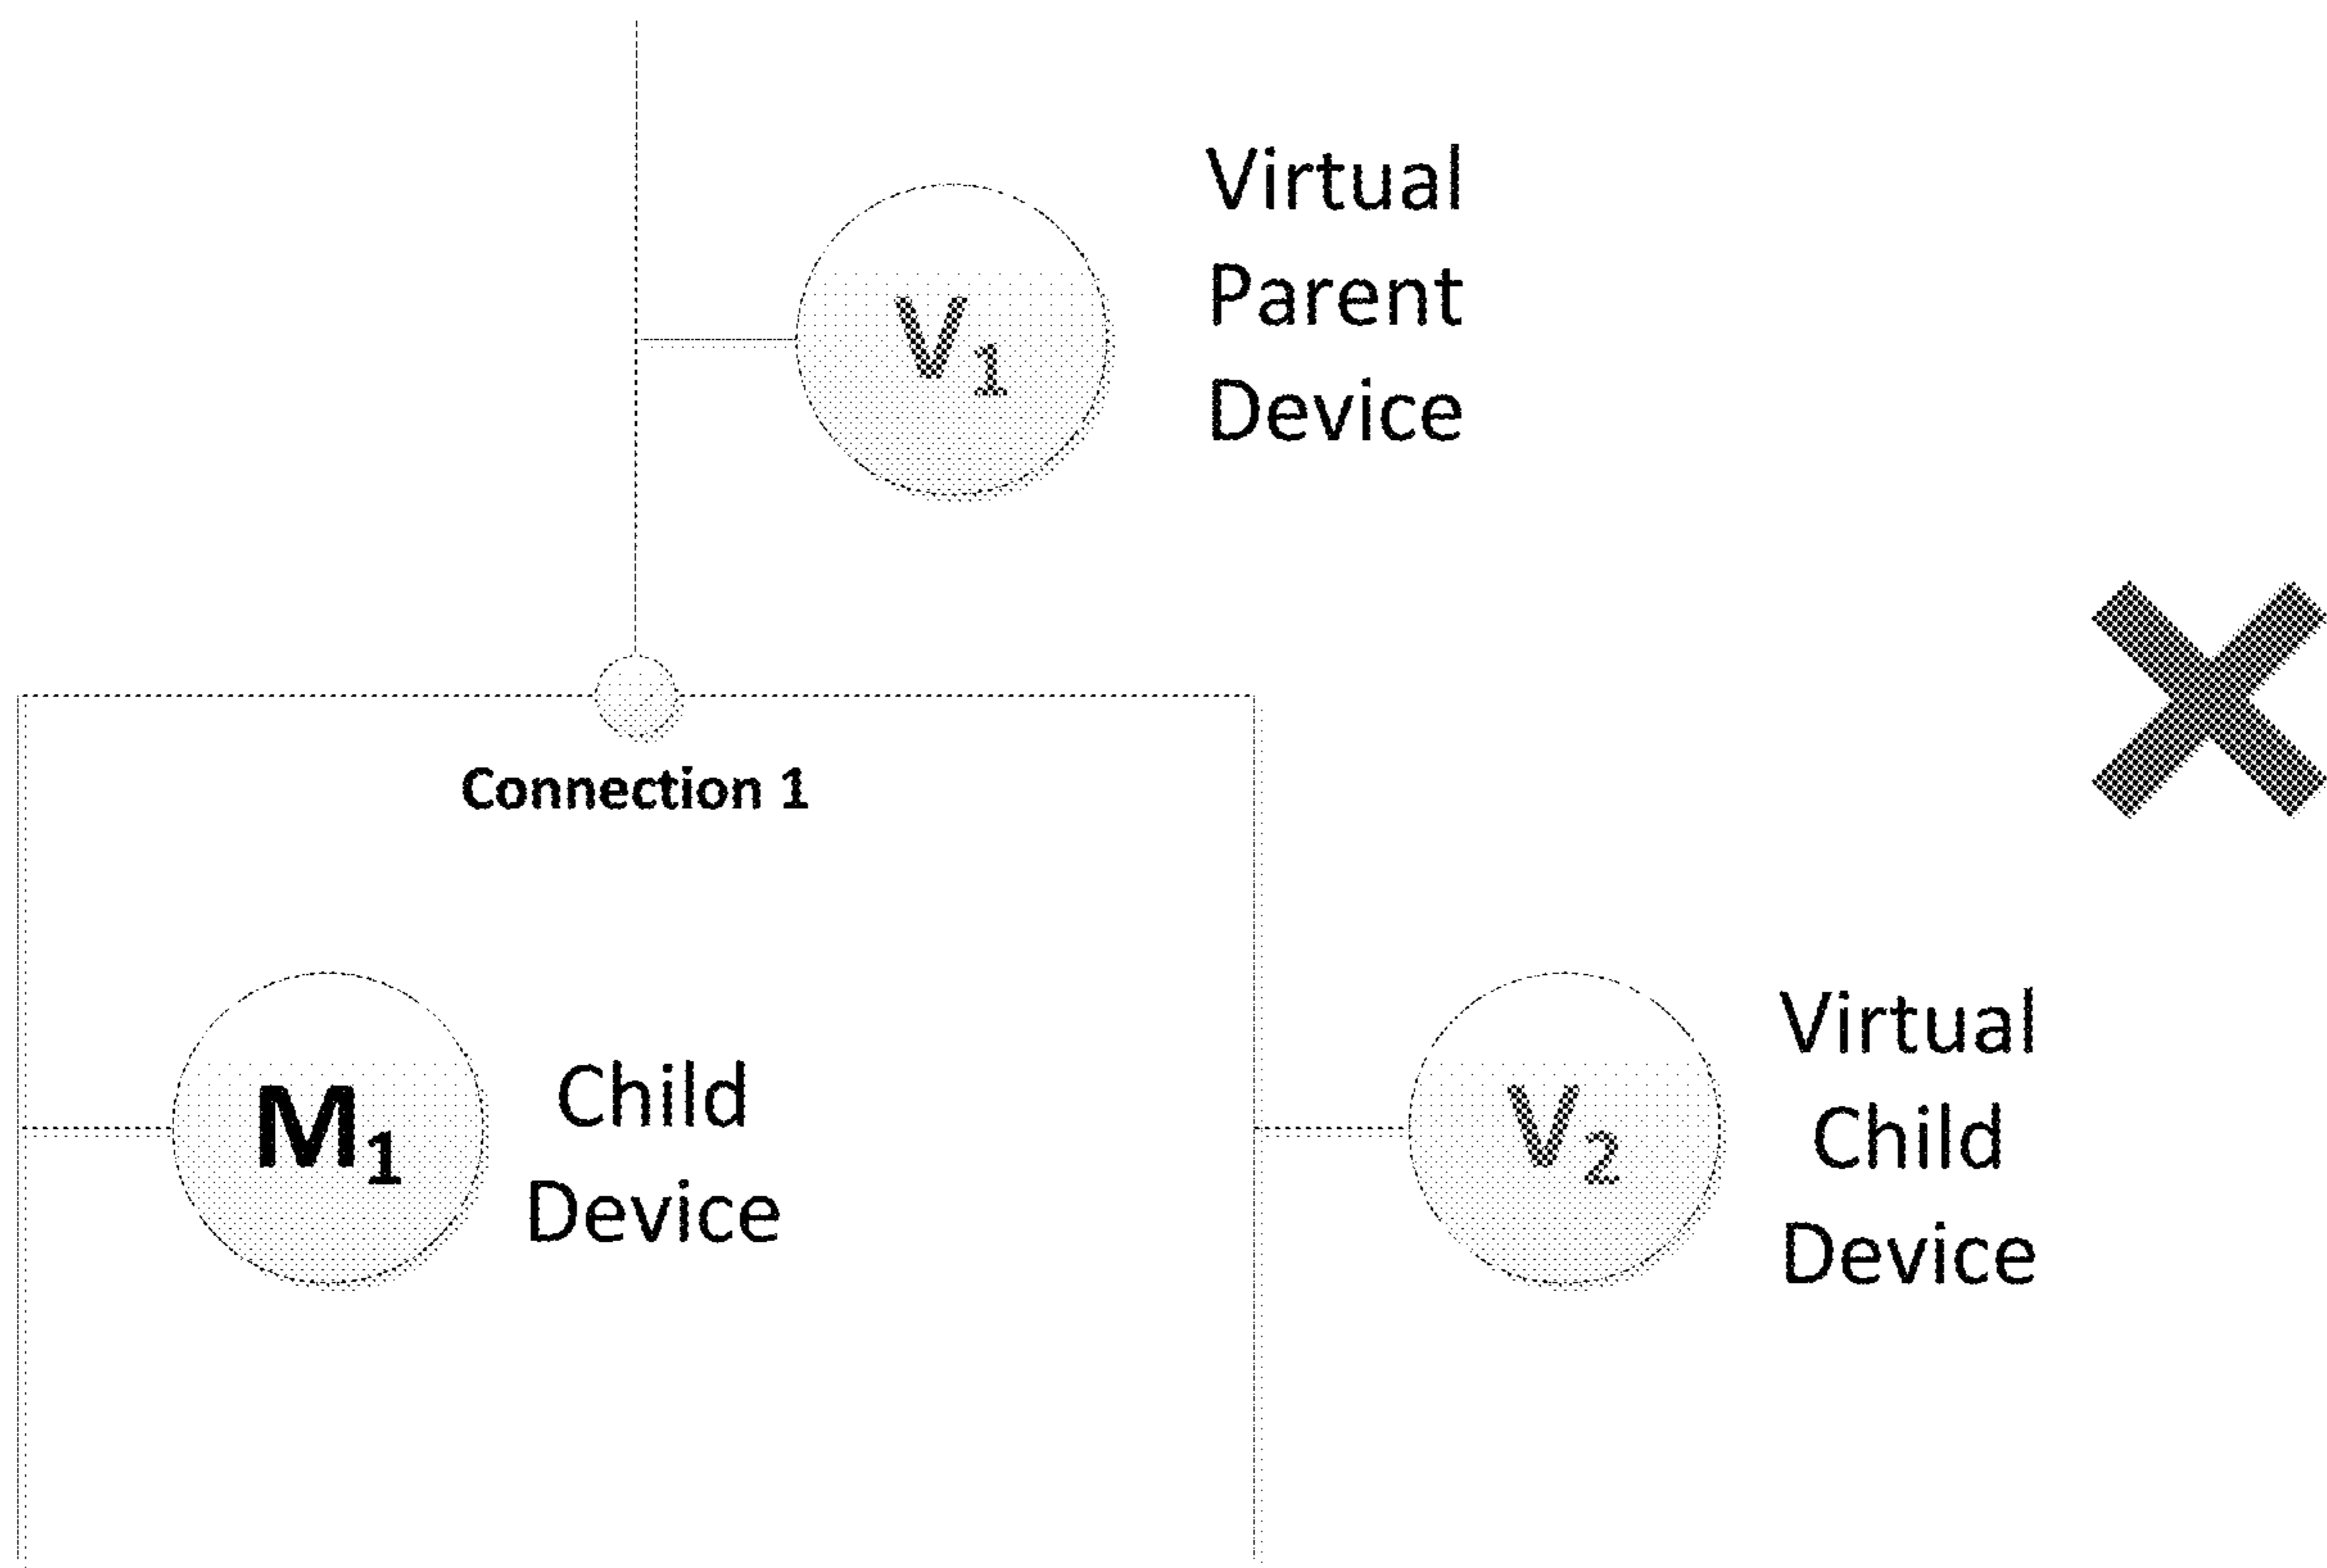 V₁
Virtual
Parent
Device
Connection 1
M₁
Child
Device
V₂
Virtual
Child
Device